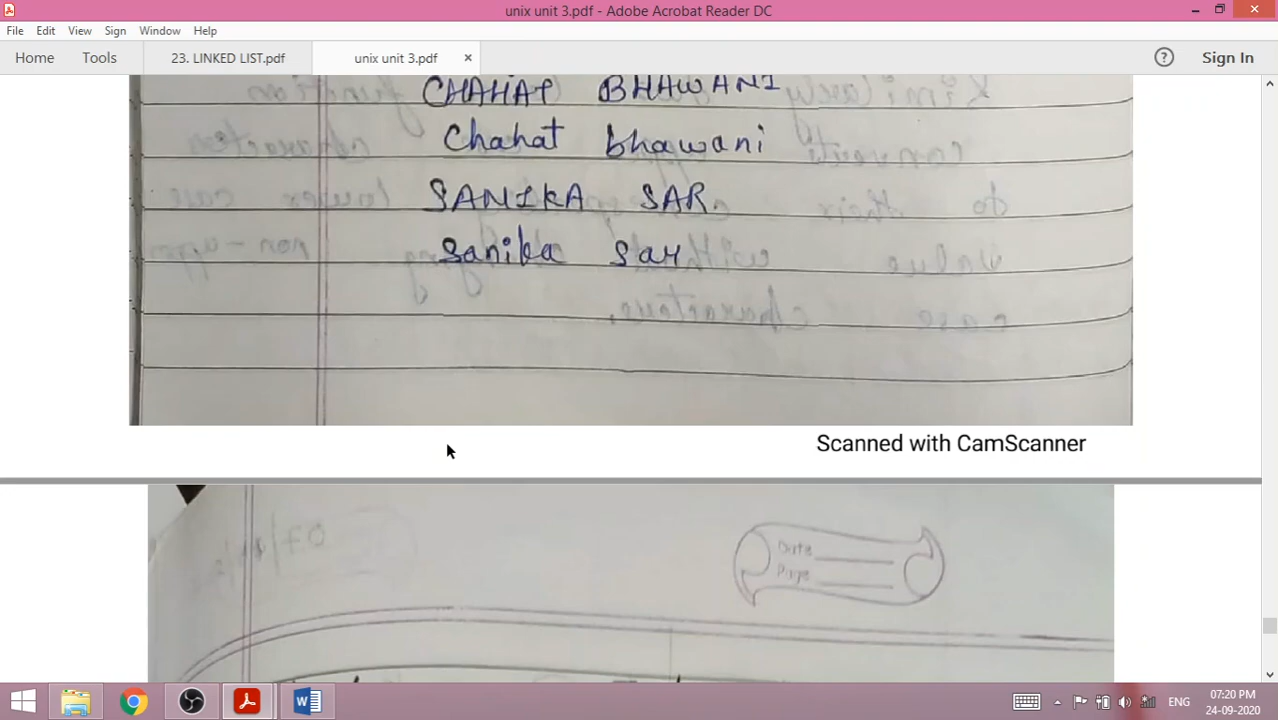 unix unit 3.pdf - Adobe Acrobat Reader DC
File Edit View Sign Window Help
Home Tools 23. LINKED LIST.pdf unix unit 3.pdf × ? Sign In
CHAHAT BHAWANI
Chahat Bhawani
SANIKA SAR
Sanika Sar
Scanned with CamScanner
Date
Page
ENG
07:20 PM
24-09-2020